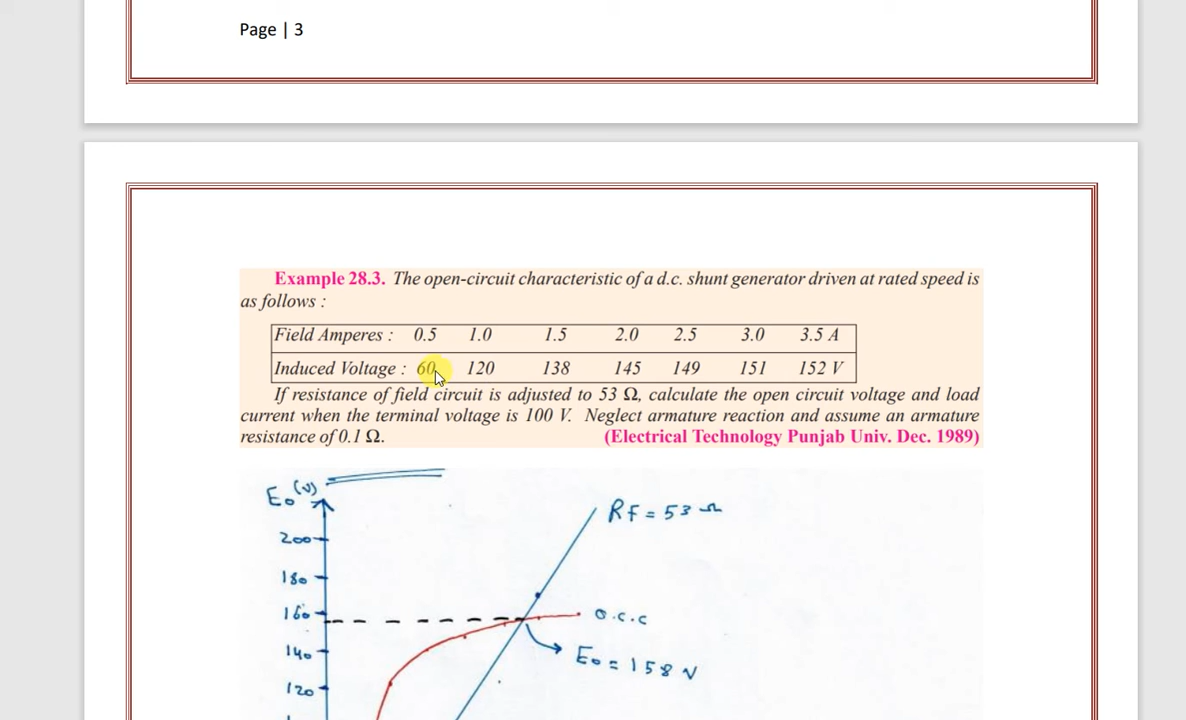 Page | 3
Example 28.3. The open-circuit characteristic of a d.c. shunt generator driven at rated speed is
as follows :
Field Amperes : 0.5 1.0 1.5 2.0 2.5 3.0 3.5 A
Induced Voltage : 60 120 138 145 149 151 152 V
If resistance of field circuit is adjusted to 53 Ω, calculate the open circuit voltage and load
current when the terminal voltage is 100 V. Neglect armature reaction and assume an armature
resistance of 0.1 Ω. (Electrical Technology Punjab Univ. Dec. 1989)
Eo (v)
Rf = 53 Ω
200
180
160
O.C.C
140
Eo = 158 V
120